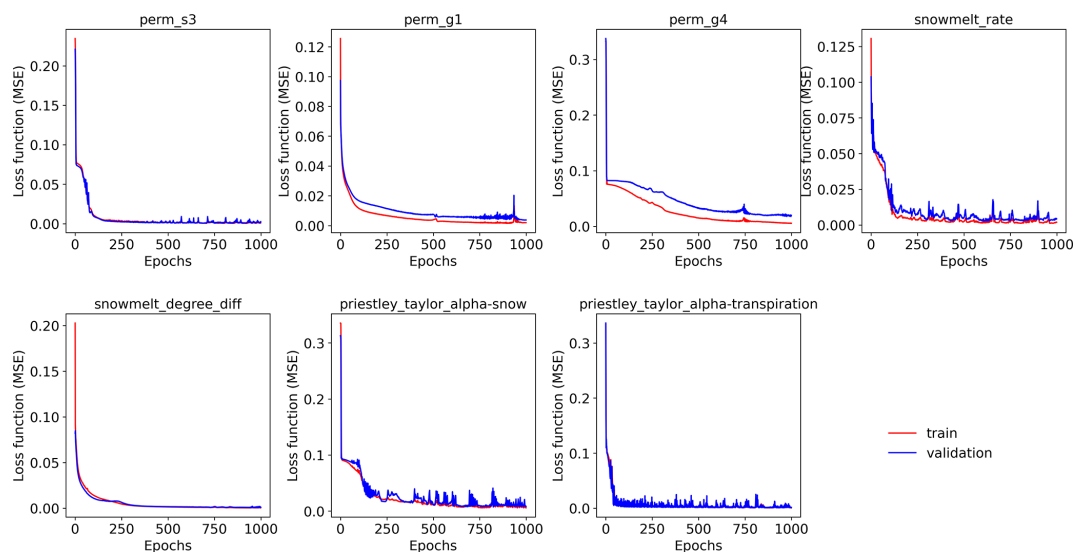 perm_s3
Loss function (MSE)
0.20
0.15
0.10
0.05
0.00
0 250 500 750 1000
Epochs
perm_g1
Loss function (MSE)
0.12
0.10
0.08
0.06
0.04
0.02
0.00
0 250 500 750 1000
Epochs
perm_g4
Loss function (MSE)
0.3
0.2
0.1
0.0
0 250 500 750 1000
Epochs
snowmelt_rate
Loss function (MSE)
0.125
0.100
0.075
0.050
0.025
0.000
0 250 500 750 1000
Epochs
snowmelt_degree_diff
Loss function (MSE)
0.20
0.15
0.10
0.05
0.00
0 250 500 750 1000
Epochs
priestley_taylor_alpha-snow
Loss function (MSE)
0.3
0.2
0.1
0.0
0 250 500 750 1000
Epochs
priestley_taylor_alpha-transpiration
Loss function (MSE)
0.3
0.2
0.1
0.0
0 250 500 750 1000
Epochs
train
validation